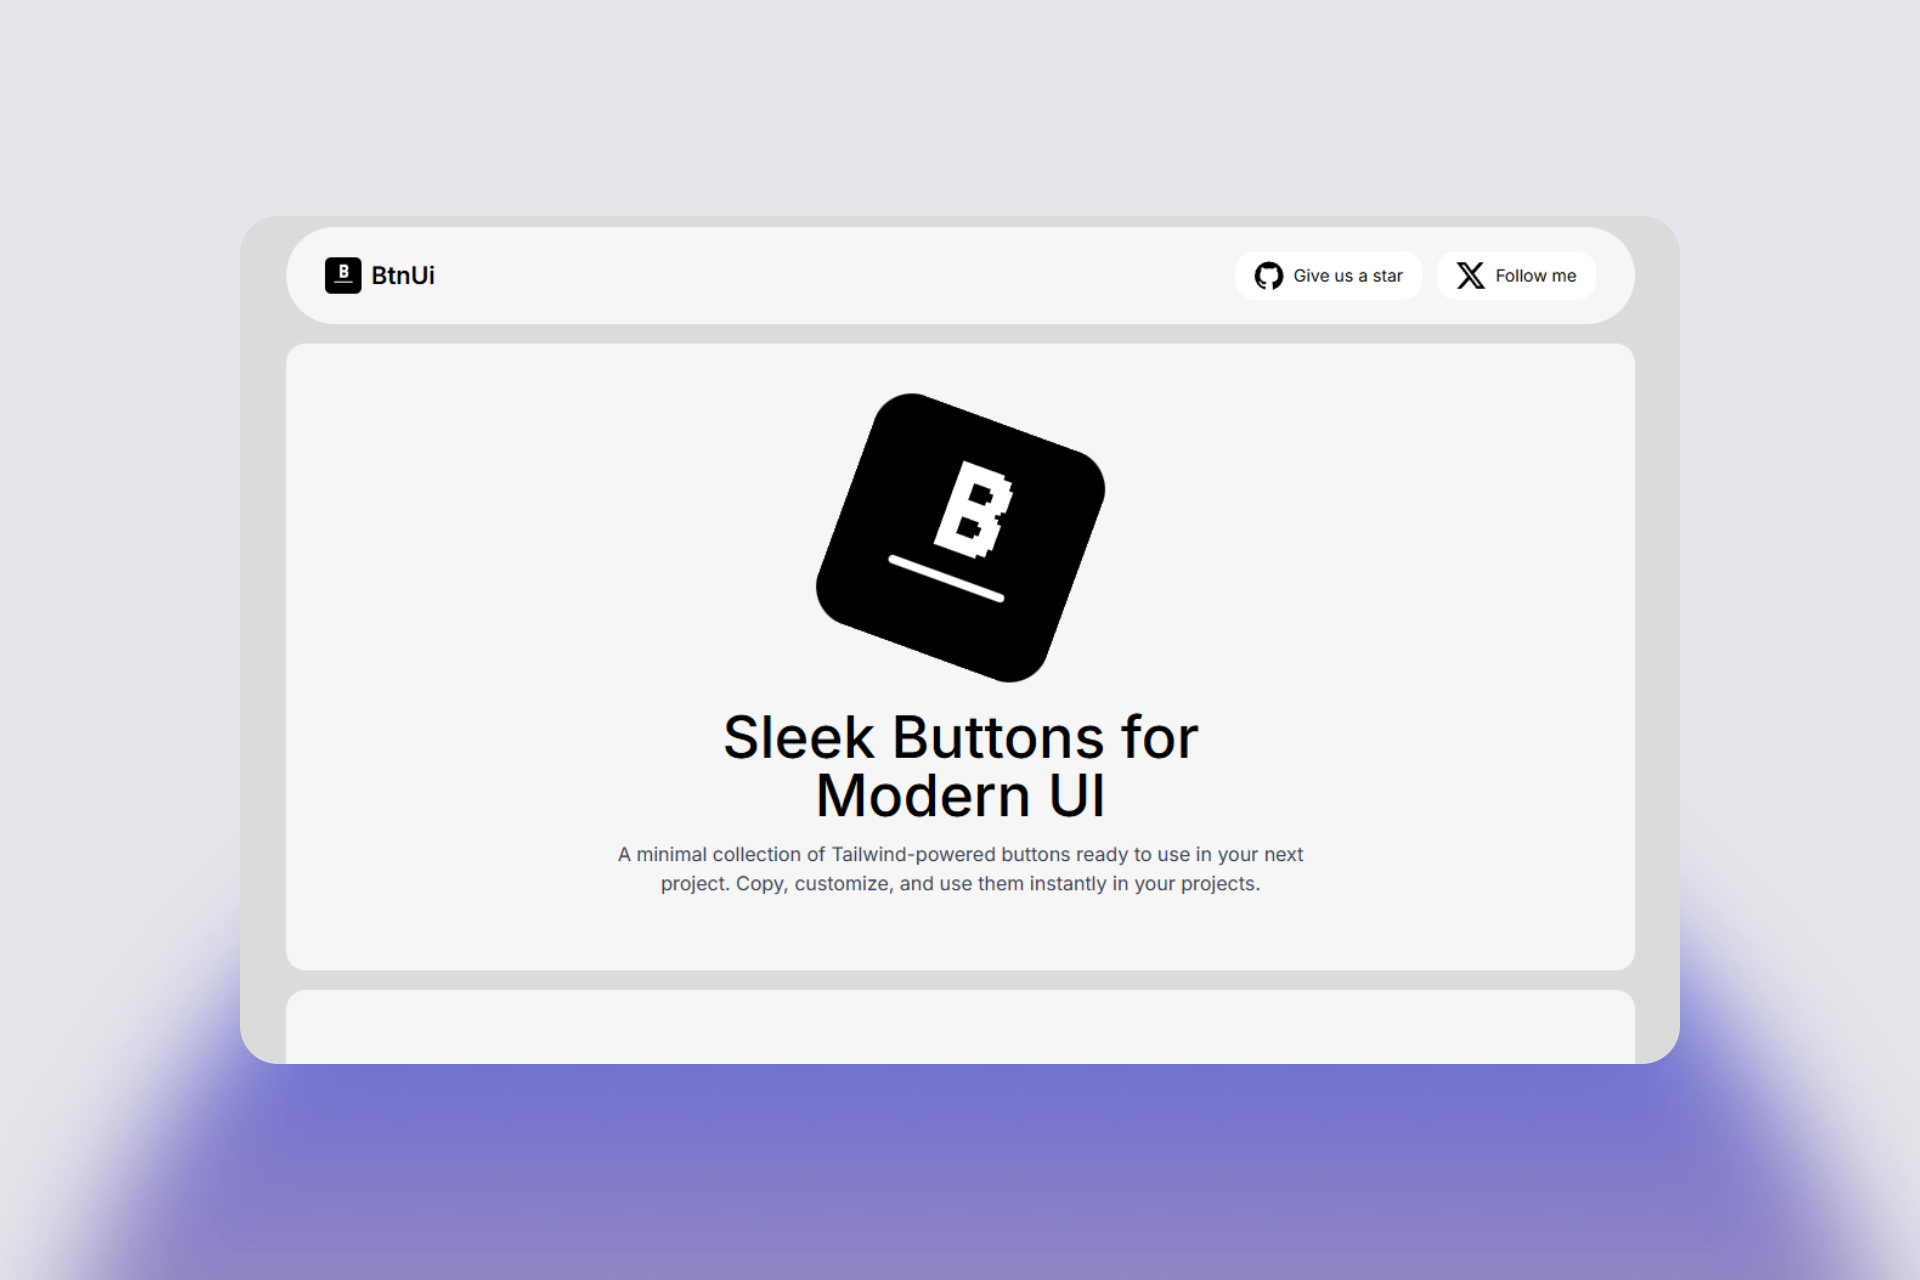 B
BtnUi
Give us a star
Follow me
B
Sleek Buttons for
Modern UI
A minimal collection of Tailwind-powered buttons ready to use in your next
project. Copy, customize, and use them instantly in your projects.